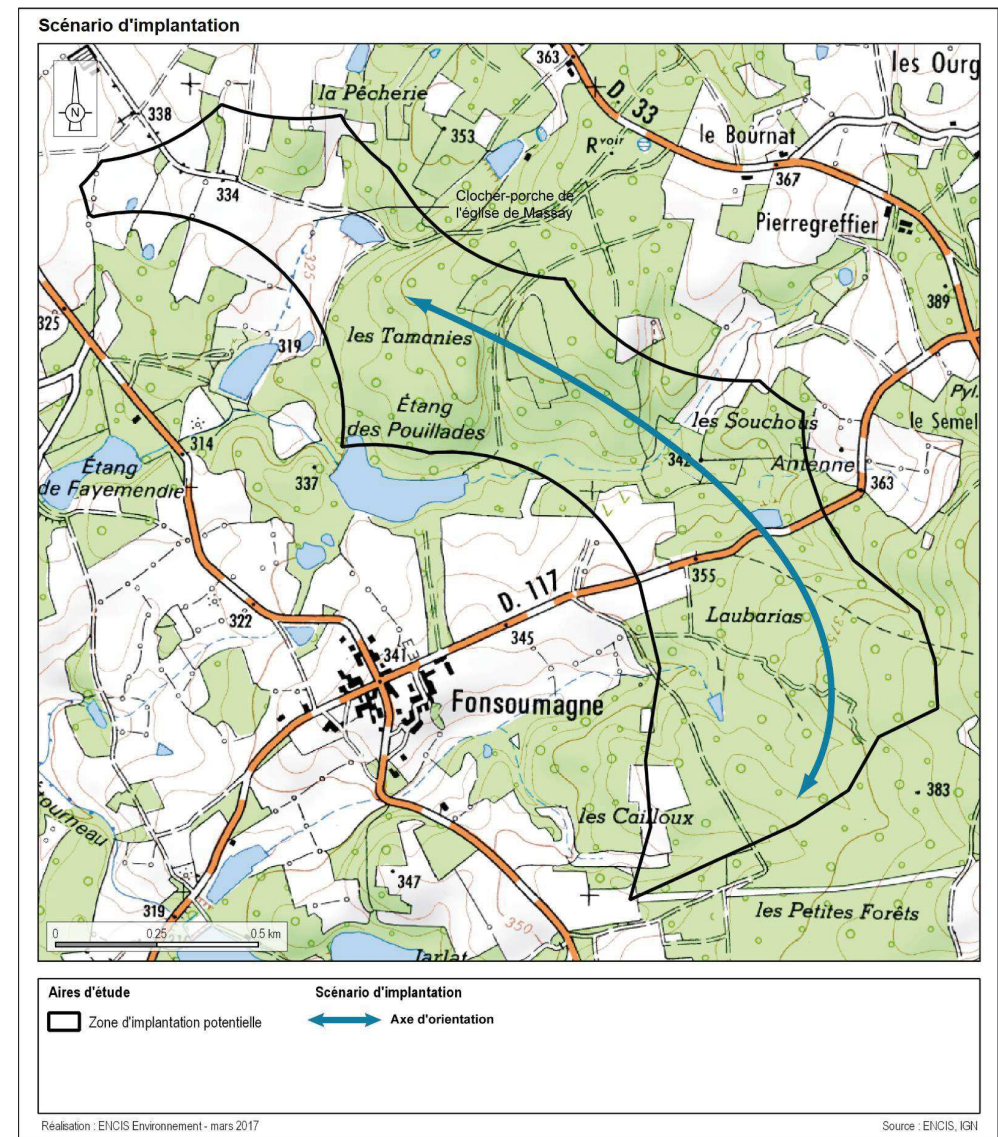 Scénario d'implantation
N
363
les Ourg
la Pêcherie
D. 33
338
353
le Bournat
Rvoir
367
334
Clocher-porche de
l'église de Massay
Pierregreffier
325
389
325
les Tamanies
319
Pyl.
Étang
des Pouillades
les Souchous
le Semel
314
342
Antenne
Étang
de Fayemendie
337
363
355
D. 117
322
345
Laubarias
341
Fonsoumagne
les Cailloux
383
347
les Petites Forêts
319
350
0 0.25 0.5 km
Jarlat
Aires d'étude
Scénario d'implantation
Zone d'implantation potentielle
Axe d'orientation
Réalisation : ENCIS Environnement - mars 2017
Source : ENCIS, IGN